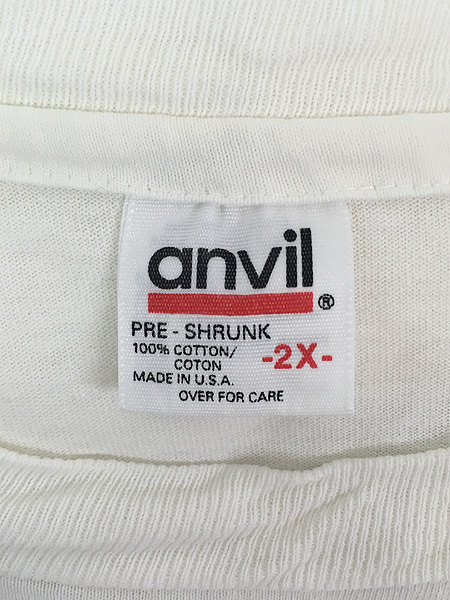 anvil®
PRE - SHRUNK
100% COTTON/
COTON
-2X-
MADE IN U.S.A.
OVER FOR CARE